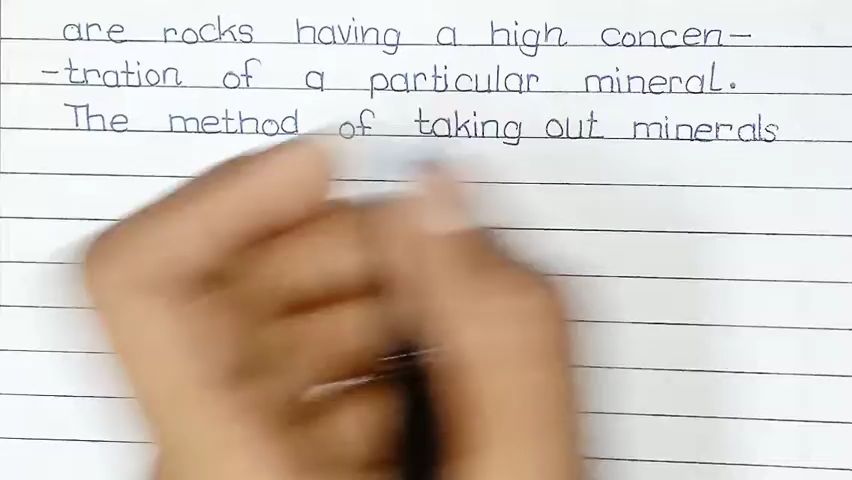 are rocks having a high concen-
-tration of a particular mineral.
The method of taking out minerals